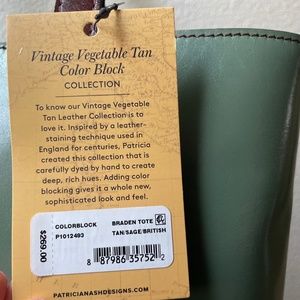 Vintage Vegetable Tan
Color Block
COLLECTION
To know our Vintage Vegetable
Tan Leather Collection is to
love it. Inspired by a leather-
staining technique used in
England for centuries, Patricia
created this collection that is
carefully dyed by hand to create
deep, rich hues. Adding color
blocking gives it a whole new,
sophisticated look and feel.
$269.00
COLORBLOCK BRADEN TOTE
P1012493 TAN/SAGE/BRITISH
8 87986 35752 2
PATRICIANASHDESIGNS.COM